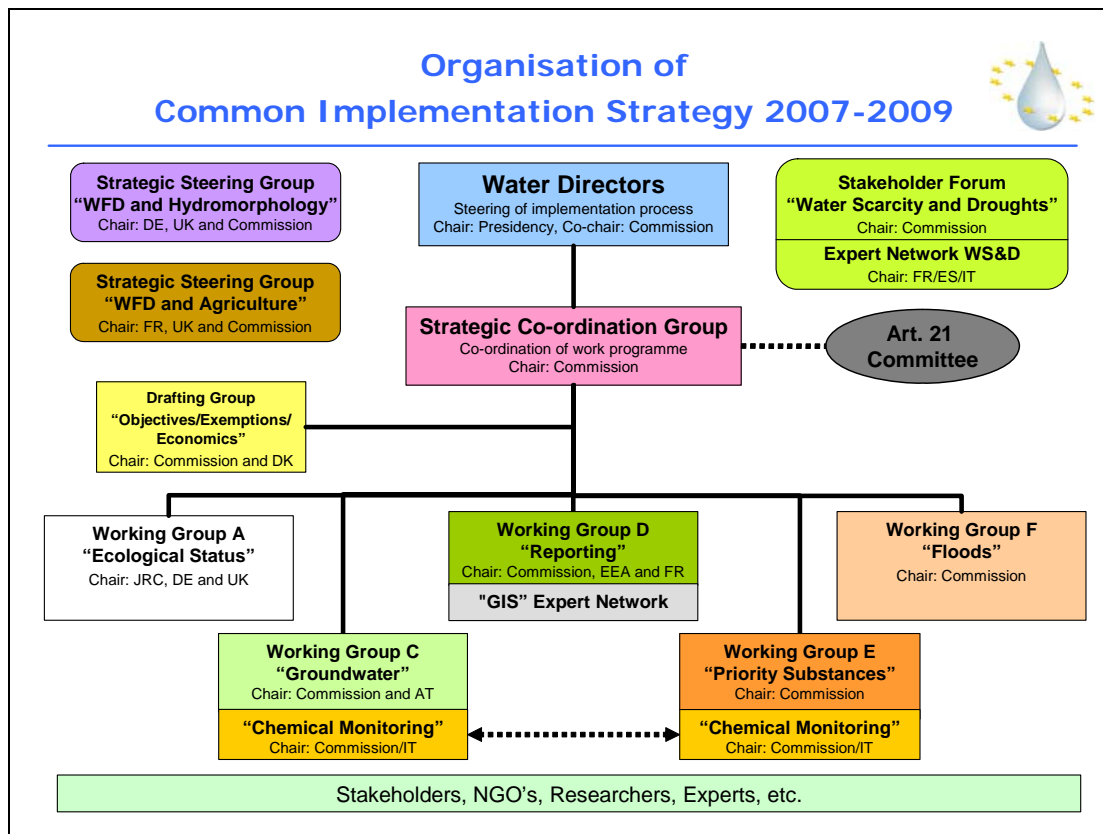 Organisation of
Common Implementation Strategy 2007-2009
Strategic Steering Group
“WFD and Hydromorphology”
Chair: DE, UK and Commission
Water Directors
Steering of implementation process
Chair: Presidency, Co-chair: Commission
Stakeholder Forum
“Water Scarcity and Droughts”
Chair: Commission
Expert Network WS&D
Chair: FR/ES/IT
Strategic Steering Group
“WFD and Agriculture”
Chair: FR, UK and Commission
Strategic Co-ordination Group
Co-ordination of work programme
Chair: Commission
Art. 21
Committee
Drafting Group
“Objectives/Exemptions/
Economics”
Chair: Commission and DK
Working Group A
“Ecological Status”
Chair: JRC, DE and UK
Working Group D
“Reporting”
Chair: Commission, EEA and FR
"GIS” Expert Network
Working Group F
“Floods”
Chair: Commission
Working Group C
“Groundwater”
Chair: Commission and AT
“Chemical Monitoring”
Chair: Commission/IT
Working Group E
“Priority Substances”
Chair: Commission
“Chemical Monitoring”
Chair: Commission/IT
Stakeholders, NGO’s, Researchers, Experts, etc.